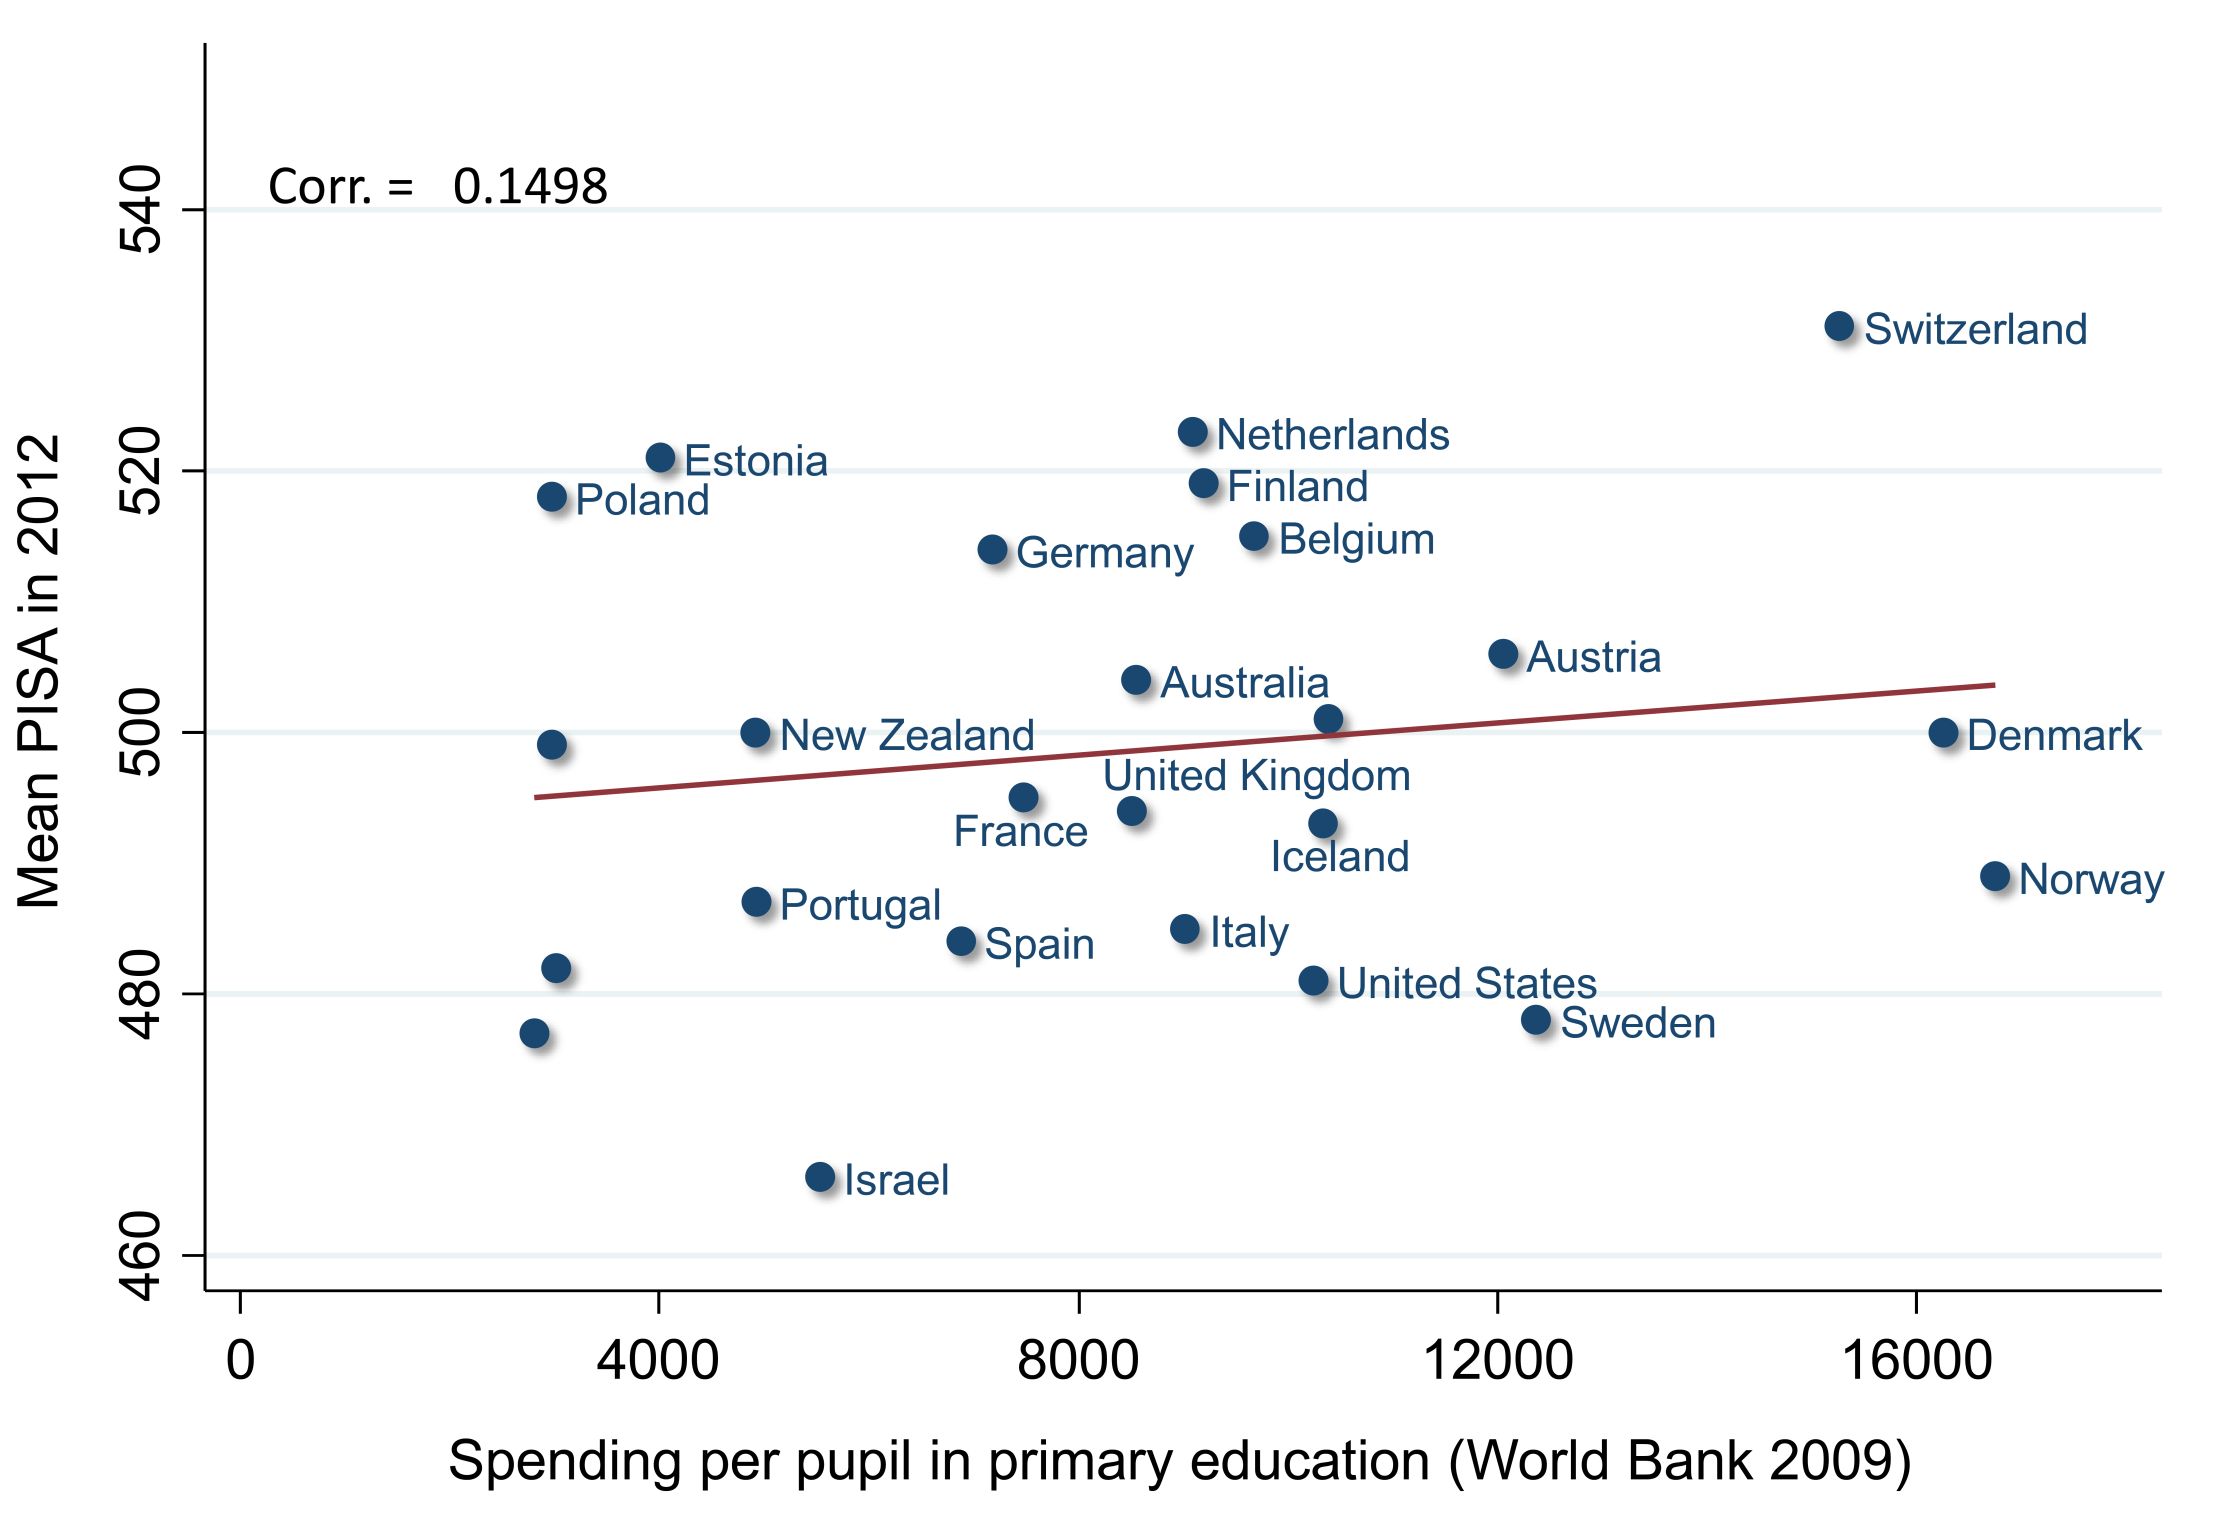 Corr. = 0.1498
540
520
500
480
460
Mean PISA in 2012
Switzerland
Netherlands
Estonia
Finland
Poland
Belgium
Germany
Austria
Australia
New Zealand
Denmark
United Kingdom
France
Iceland
Norway
Portugal
Italy
Spain
United States
Sweden
Israel
0 4000 8000 12000 16000
Spending per pupil in primary education (World Bank 2009)